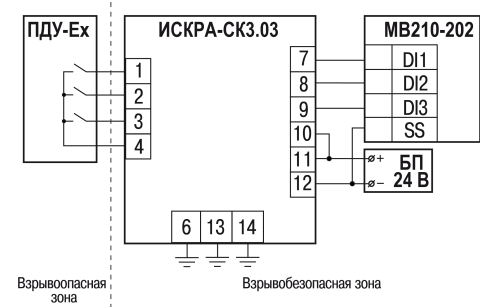 ПДУ-Ex
ИСКРА-СК3.03
МВ210-202
1
2
3
4
7
8
9
10
11
12
DI1
DI2
DI3
SS
+ БП
– 24 В
6 13 14
Взрывоопасная
зона
Взрывобезопасная зона